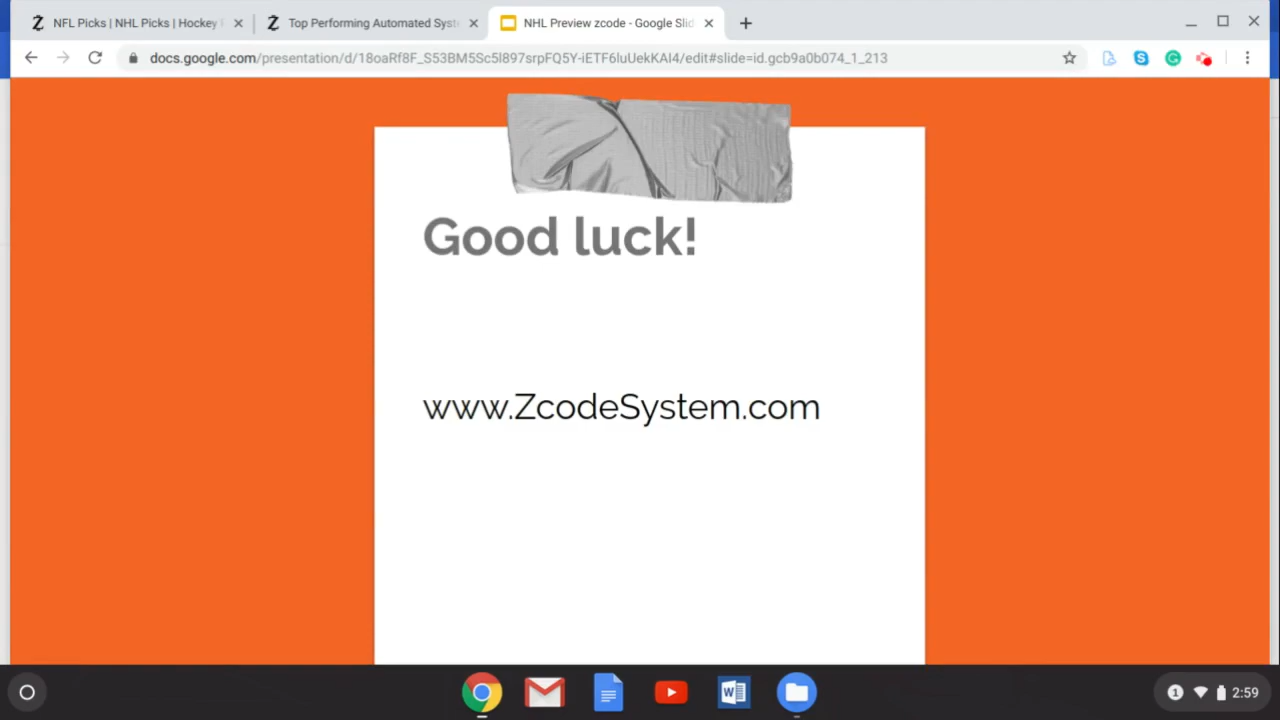 NFL Picks | NHL Picks | Hockey
Top Performing Automated Syst
NHL Preview zcode - Google Slid
docs.google.com/presentation/d/18oaRf8F_S53BM5Sc5l897srpFQ5Y-iETF6luUekKAI4/edit#slide=id.gcb9a0b074_1_213
Good luck!
www.ZcodeSystem.com
1
2:59